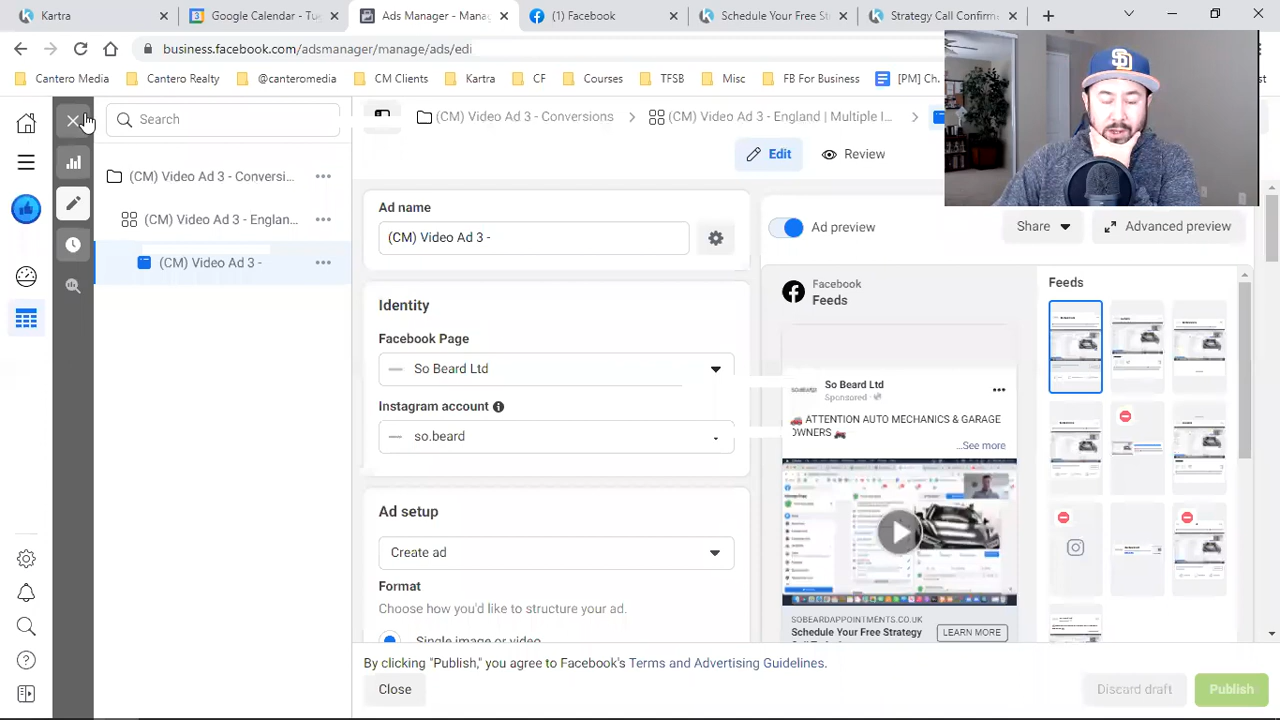 Kartra
Google Calendar - Tue
Ads Manager - Manag
(1) Facebook
Schedule Your Free St
Strategy Call Confirm
business.facebook.com/adsmanager/manage/ads/edi
Cantero Media
Cantero Realty
@canteromedia
CM Clien
Kartra
CF
Courses
TF3B
Misc
FB For Business
[PM] Ch.
Search
(CM) Video Ad 3 - Conversi...
(CM) Video Ad 3 - Englan...
(CM) Video Ad 3 -
(CM) Video Ad 3 - Conversions
(CM) Video Ad 3 - England | Multiple I...
Edit
Review
Ad name
(CM) Video Ad 3 -
Identity
So Beard Ltd
Instagram account
so.beard
Ad setup
Create ad
Format
Choose how you'd like to structure your ad.
Ad preview
Share
Advanced preview
Facebook
Feeds
So Beard Ltd
Sponsored
ATTENTION AUTO MECHANICS & GARAGE
OWNERS
...See more
SOBEARDAPPOINTMENTS.CO.UK
Schedule Your Free Strategy
LEARN MORE
Feeds
By clicking "Publish," you agree to Facebook's Terms and Advertising Guidelines.
Close
Discard draft
Publish